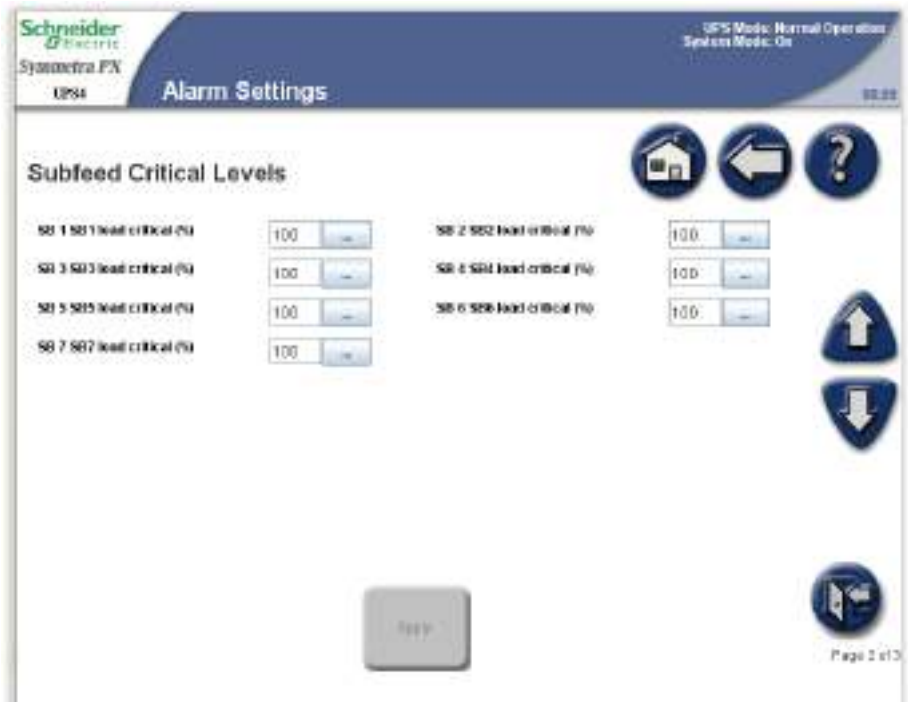 Schneider
Electric
Symmetra PX
UPS4
UPS Mode: Normal Operation
System Mode: On
Alarm Settings
Subfeed Critical Levels
SB 1 SB1 load critical (%)
100
...
SB 2 SB2 load critical (%)
100
...
SB 3 SB3 load critical (%)
100
...
SB 4 SB4 load critical (%)
100
...
SB 5 SB5 load critical (%)
100
...
SB 6 SB6 load critical (%)
100
...
SB 7 SB7 load critical (%)
100
...
Apply